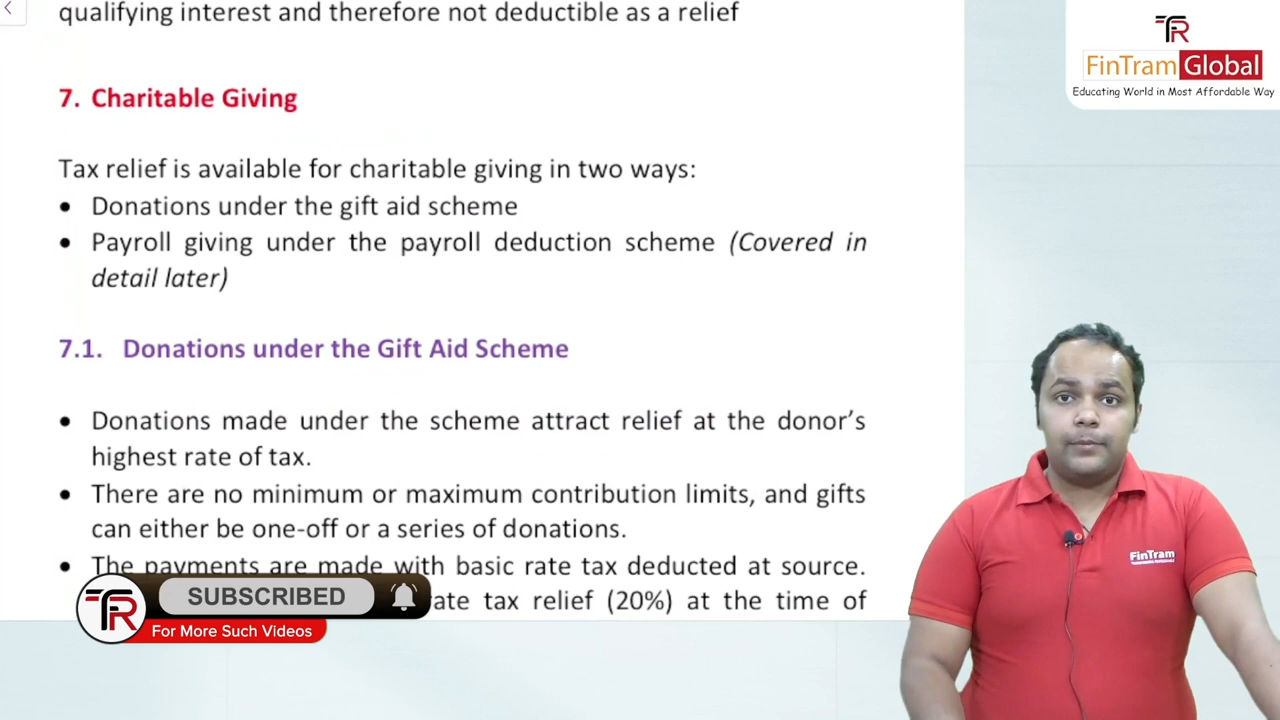 qualifying interest and therefore not deductible as a relief
7. Charitable Giving
Tax relief is available for charitable giving in two ways:
• Donations under the gift aid scheme
• Payroll giving under the payroll deduction scheme (Covered in
detail later)
7.1. Donations under the Gift Aid Scheme
• Donations made under the scheme attract relief at the donor's
highest rate of tax.
• There are no minimum or maximum contribution limits, and gifts
can either be one-off or a series of donations.
• The payments are made with basic rate tax deducted at source.
tax relief (20%) at the time of
TR
SUBSCRIBED
For More Such Videos
TR
FinTram Global
Educating World in Most Affordable Way
FinTram